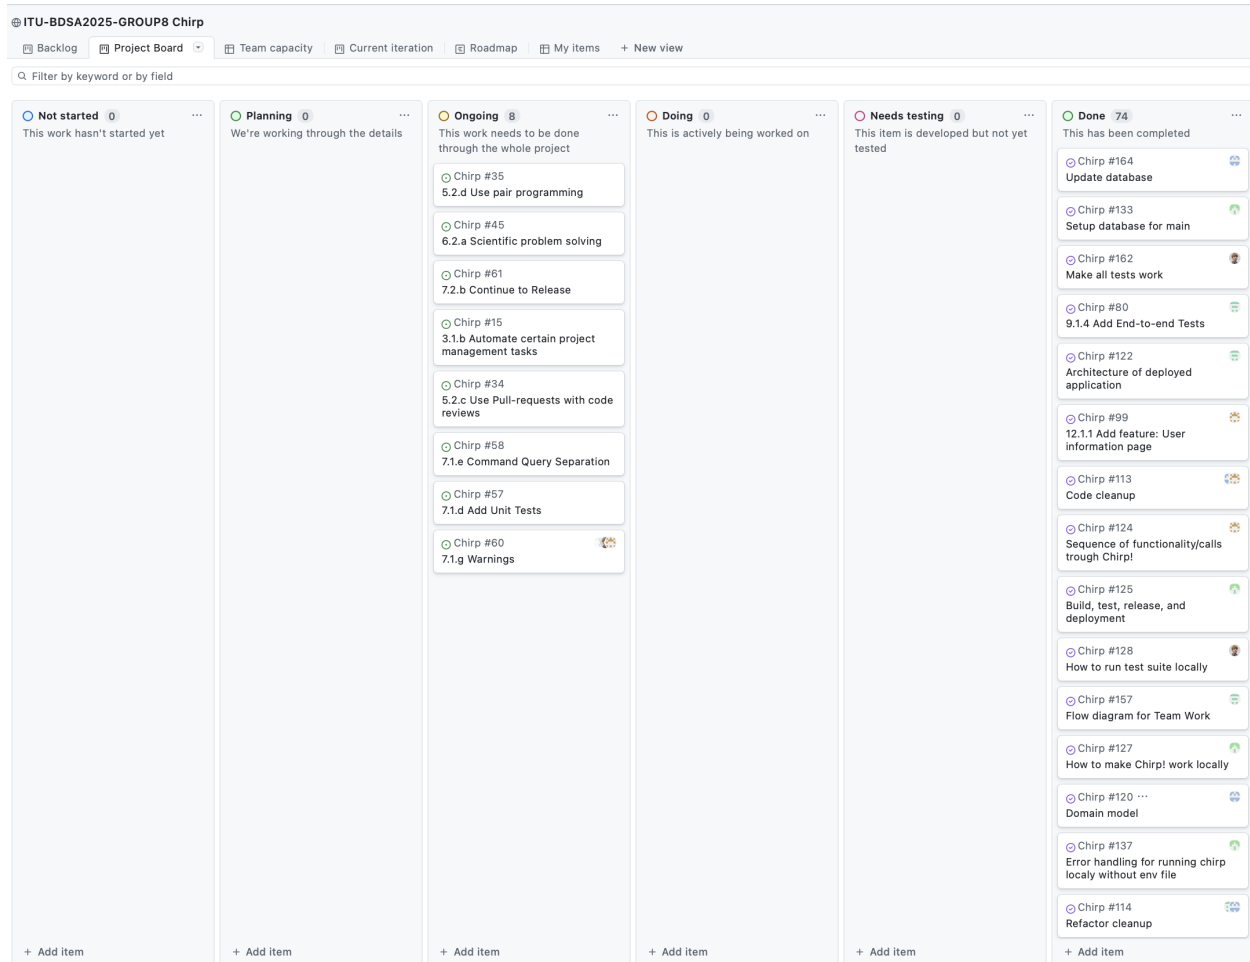 ITU-BDSA2025-GROUP8 Chirp
Backlog
Project Board
Team capacity
Current iteration
Roadmap
My items
+ New view
Filter by keyword or by field
Not started 0 ...
This work hasn't started yet
+ Add item
Planning 0 ...
We're working through the details
+ Add item
Ongoing 8 ...
This work needs to be done
through the whole project
Chirp #35
5.2.d Use pair programming
Chirp #45
6.2.a Scientific problem solving
Chirp #61
7.2.b Continue to Release
Chirp #15
3.1.b Automate certain project
management tasks
Chirp #34
5.2.c Use Pull-requests with code
reviews
Chirp #58
7.1.e Command Query Separation
Chirp #57
7.1.d Add Unit Tests
Chirp #60
7.1.g Warnings
+ Add item
Doing 0 ...
This is actively being worked on
+ Add item
Needs testing 0 ...
This item is developed but not yet
tested
+ Add item
Done 74 ...
This has been completed
Chirp #164
Update database
Chirp #133
Setup database for main
Chirp #162
Make all tests work
Chirp #80
9.1.4 Add End-to-end Tests
Chirp #122
Architecture of deployed
application
Chirp #99
12.1.1 Add feature: User
information page
Chirp #113
Code cleanup
Chirp #124
Sequence of functionality/calls
trough Chirp!
Chirp #125
Build, test, release, and
deployment
Chirp #128
How to run test suite locally
Chirp #157
Flow diagram for Team Work
Chirp #127
How to make Chirp! work locally
Chirp #120 ...
Domain model
Chirp #137
Error handling for running chirp
localy without env file
Chirp #114
Refactor cleanup
+ Add item